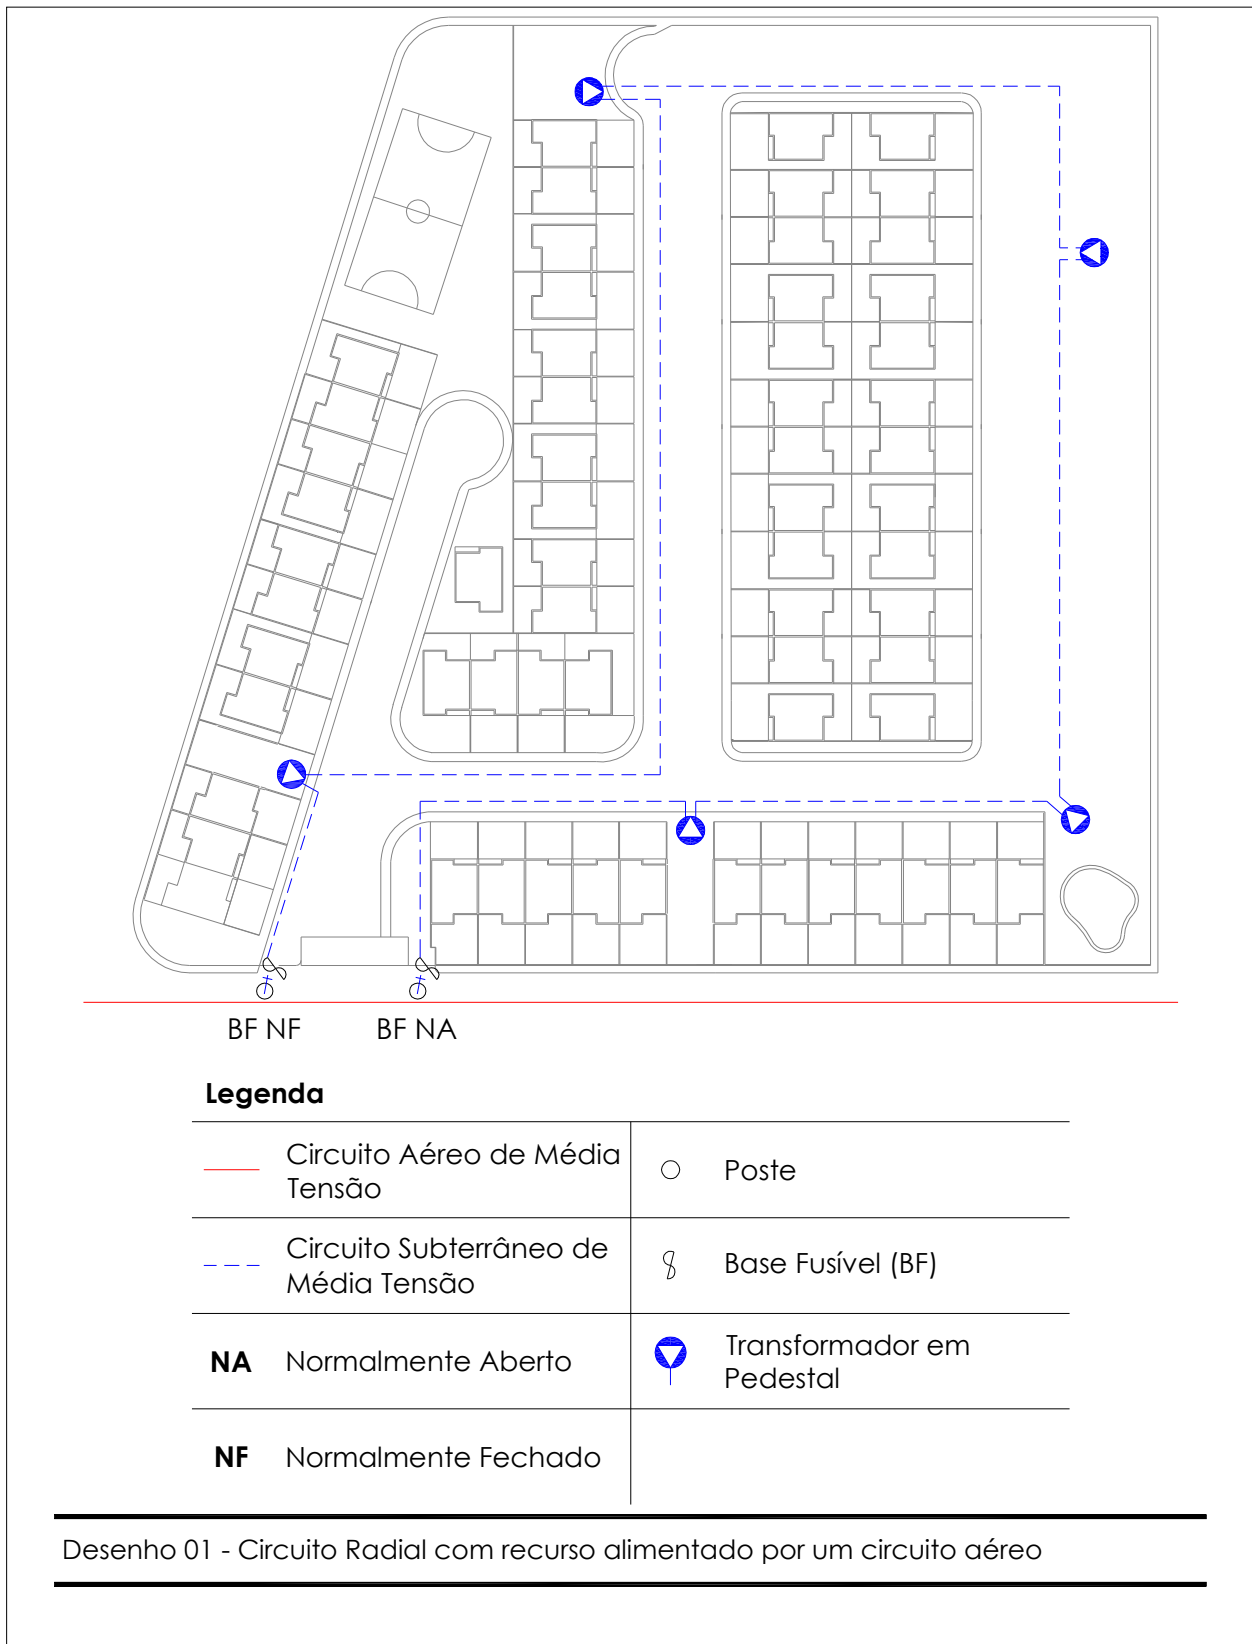 BF NF
BF NA
Legenda
Circuito Aéreo de Média
Tensão
Poste
Circuito Subterrâneo de
Média Tensão
Base Fusível (BF)
NA Normalmente Aberto
Transformador em
Pedestal
NF Normalmente Fechado
Desenho 01 - Circuito Radial com recurso alimentado por um circuito aéreo